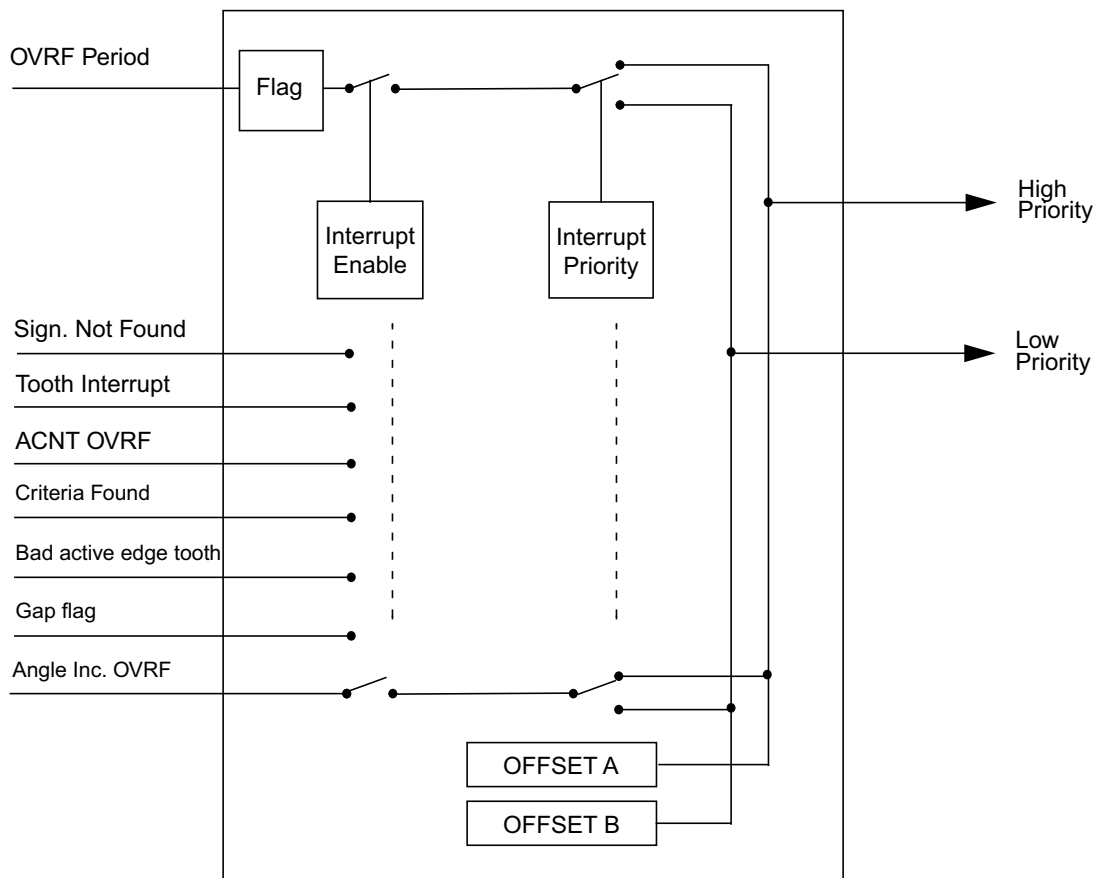 OVRF Period
Flag
High
Priority
Interrupt
Enable
Interrupt
Priority
Sign. Not Found
Low
Priority
Tooth Interrupt
ACNT OVRF
Criteria Found
Bad active edge tooth
Gap flag
Angle Inc. OVRF
OFFSET A
OFFSET B